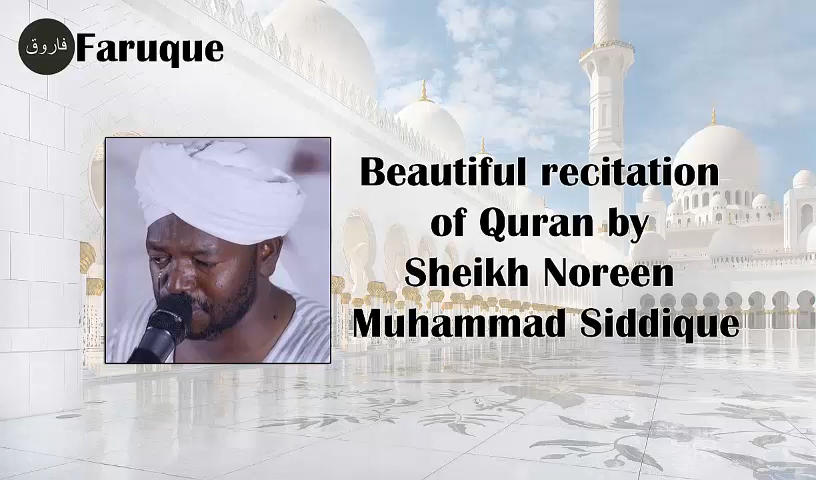 فاروق
Faruque
Beautiful recitation
of Quran by
Sheikh Noreen
Muhammad Siddique